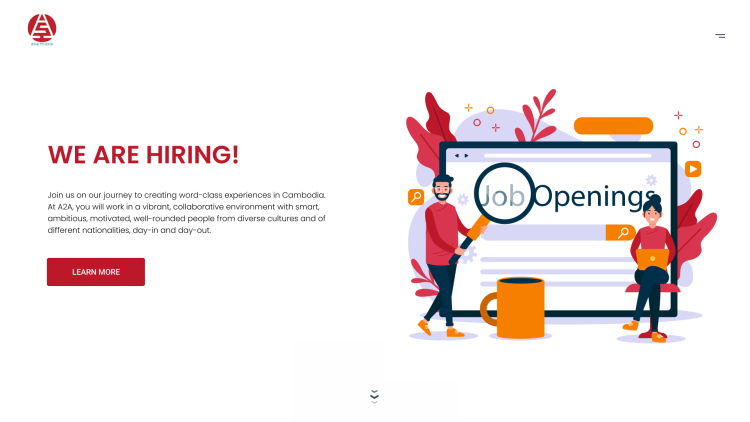 WE ARE HIRING!
Join us on our journey to creating word-class experiences in Cambodia.
At A2A, you will work in a vibrant, collaborative environment with smart,
ambitious, motivated, well-rounded people from diverse cultures and of
different nationalities, day-in and day-out.
LEARN MORE
Job Openings